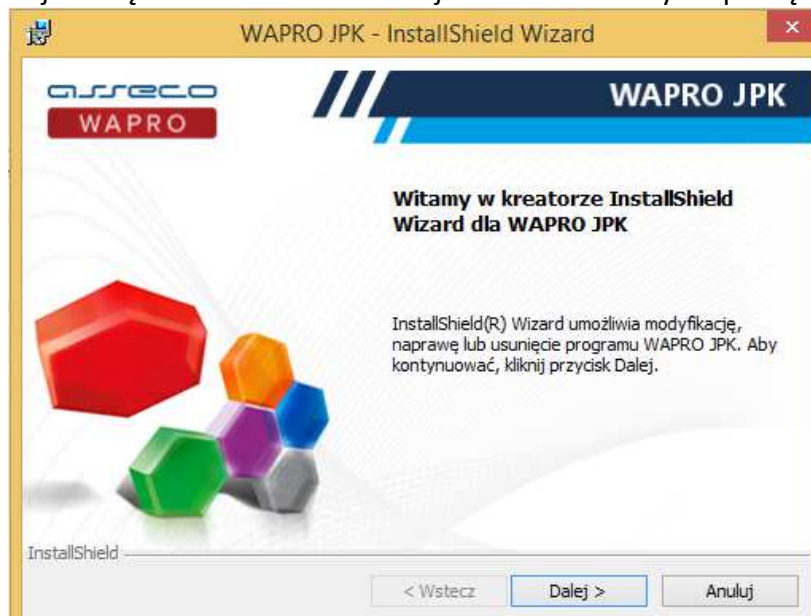 WAPRO JPK - InstallShield Wizard
asseco
WAPRO
WAPRO JPK
Witamy w kreatorze InstallShield
Wizard dla WAPRO JPK
InstallShield(R) Wizard umożliwia modyfikację,
naprawę lub usunięcie programu WAPRO JPK. Aby
kontynuować, kliknij przycisk Dalej.
InstallShield
< Wstecz
Dalej >
Anuluj